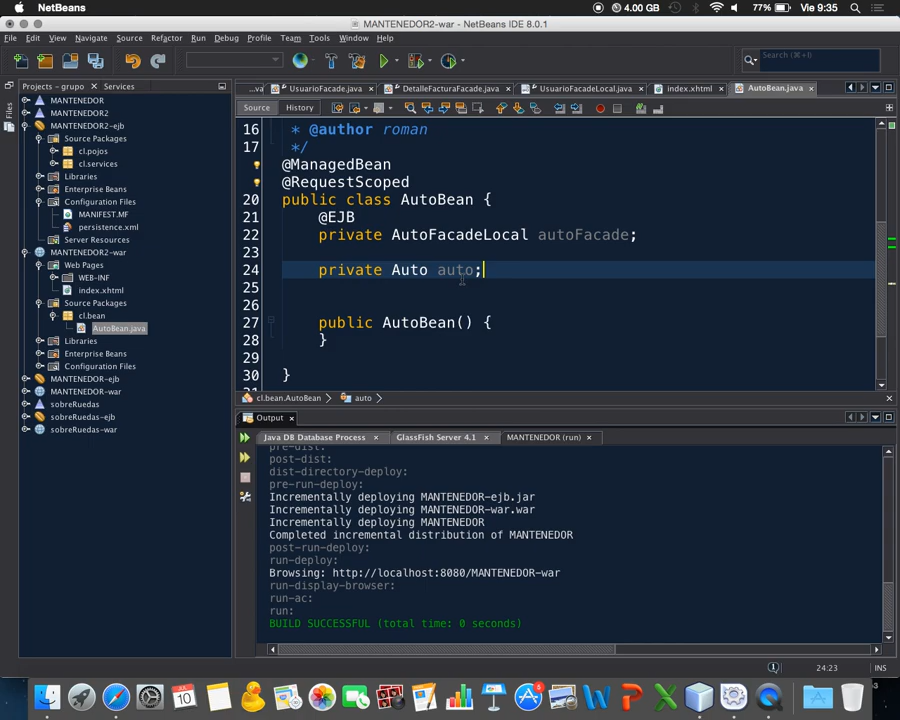 NetBeans 4.00 GB 77% Vie 9:35
MANTENEDOR2-war - NetBeans IDE 8.0.1
File Edit View Navigate Source Refactor Run Debug Profile Team Tools Window Help
Search (⌘+I)
Projects - grupo Services
Files
...va UsuarioFacade.java DetalleFacturaFacade.java UsuarioFacadeLocal.java index.xhtml AutoBean.java
Source History
MANTENEDOR
MANTENEDOR2
MANTENEDOR2-ejb
Source Packages
cl.pojos
cl.services
Libraries
Enterprise Beans
Configuration Files
MANIFEST.MF
persistence.xml
Server Resources
MANTENEDOR2-war
Web Pages
WEB-INF
index.xhtml
Source Packages
cl.bean
AutoBean.java
Libraries
Enterprise Beans
Configuration Files
MANTENEDOR-ejb
MANTENEDOR-war
sobreRuedas
sobreRuedas-ejb
sobreRuedas-war
16 * @author roman
17 */
@ManagedBean
@RequestScoped
20 public class AutoBean {
21 @EJB
22 private AutoFacadeLocal autoFacade;
23
24 private Auto auto;
25
26
27 public AutoBean() {
28 }
29
30 }
cl.bean.AutoBean auto
Output
Java DB Database Process GlassFish Server 4.1 MANTENEDOR (run)
pre-dist:
post-dist:
dist-directory-deploy:
pre-run-deploy:
Incrementally deploying MANTENEDOR-ejb.jar
Incrementally deploying MANTENEDOR-war.war
Incrementally deploying MANTENEDOR
Completed incremental distribution of MANTENEDOR
post-run-deploy:
run-deploy:
Browsing: http://localhost:8080/MANTENEDOR-war
run-display-browser:
run-ac:
run:
BUILD SUCCESSFUL (total time: 0 seconds)
24:23 INS